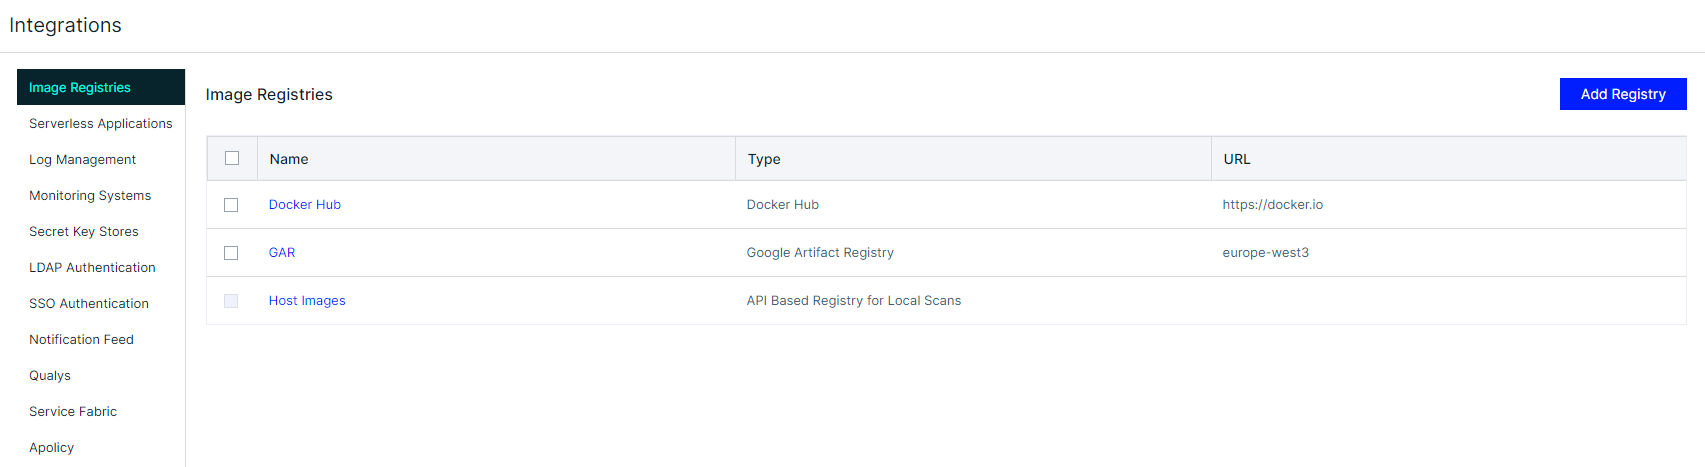 Integrations
Image Registries
Serverless Applications
Log Management
Monitoring Systems
Secret Key Stores
LDAP Authentication
SSO Authentication
Notification Feed
Qualys
Service Fabric
Apolicy
Image Registries
Add Registry
Name Type URL
Docker Hub Docker Hub https://docker.io
GAR Google Artifact Registry europe-west3
Host Images API Based Registry for Local Scans